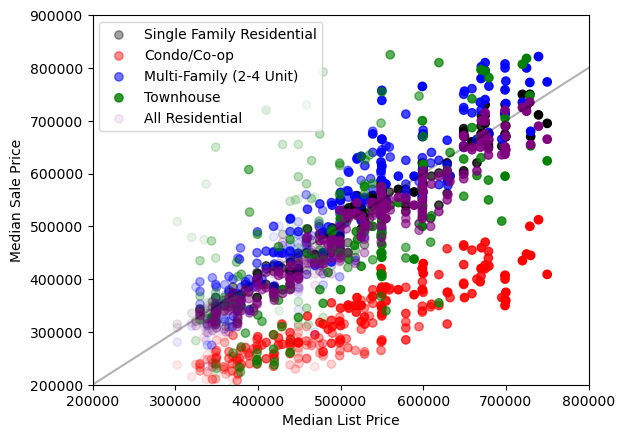 900000
800000
700000
600000
500000
400000
300000
200000
Median Sale Price
Single Family Residential
Condo/Co-op
Multi-Family (2-4 Unit)
Townhouse
All Residential
200000 300000 400000 500000 600000 700000 800000
Median List Price